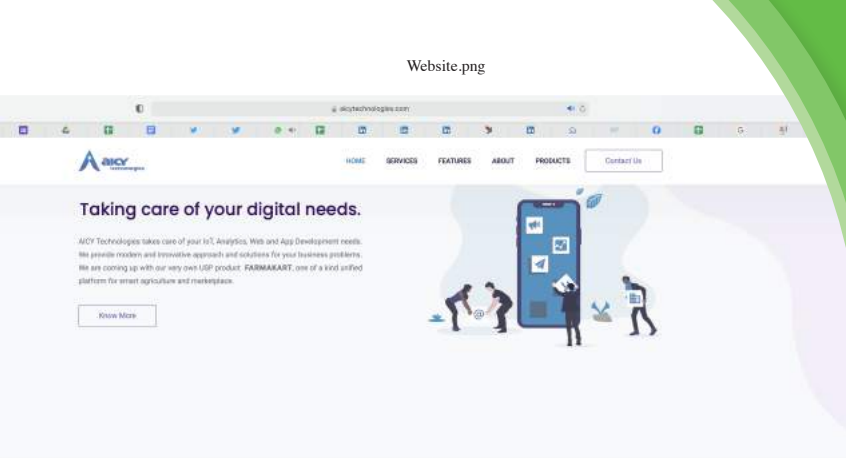 Website.png
aicytechnologies.com
AICY
technologies
HOME SERVICES FEATURES ABOUT PRODUCTS Contact Us
Taking care of your digital needs.
AICY Technologies takes care of your IoT, Analytics, Web and App Development needs.
We provide modern and innovative approach and solutions for your business problems.
We are coming up with our very own USP product FARMAKART, one of a kind unified
platform for smart agriculture and marketplace.
@
Know More